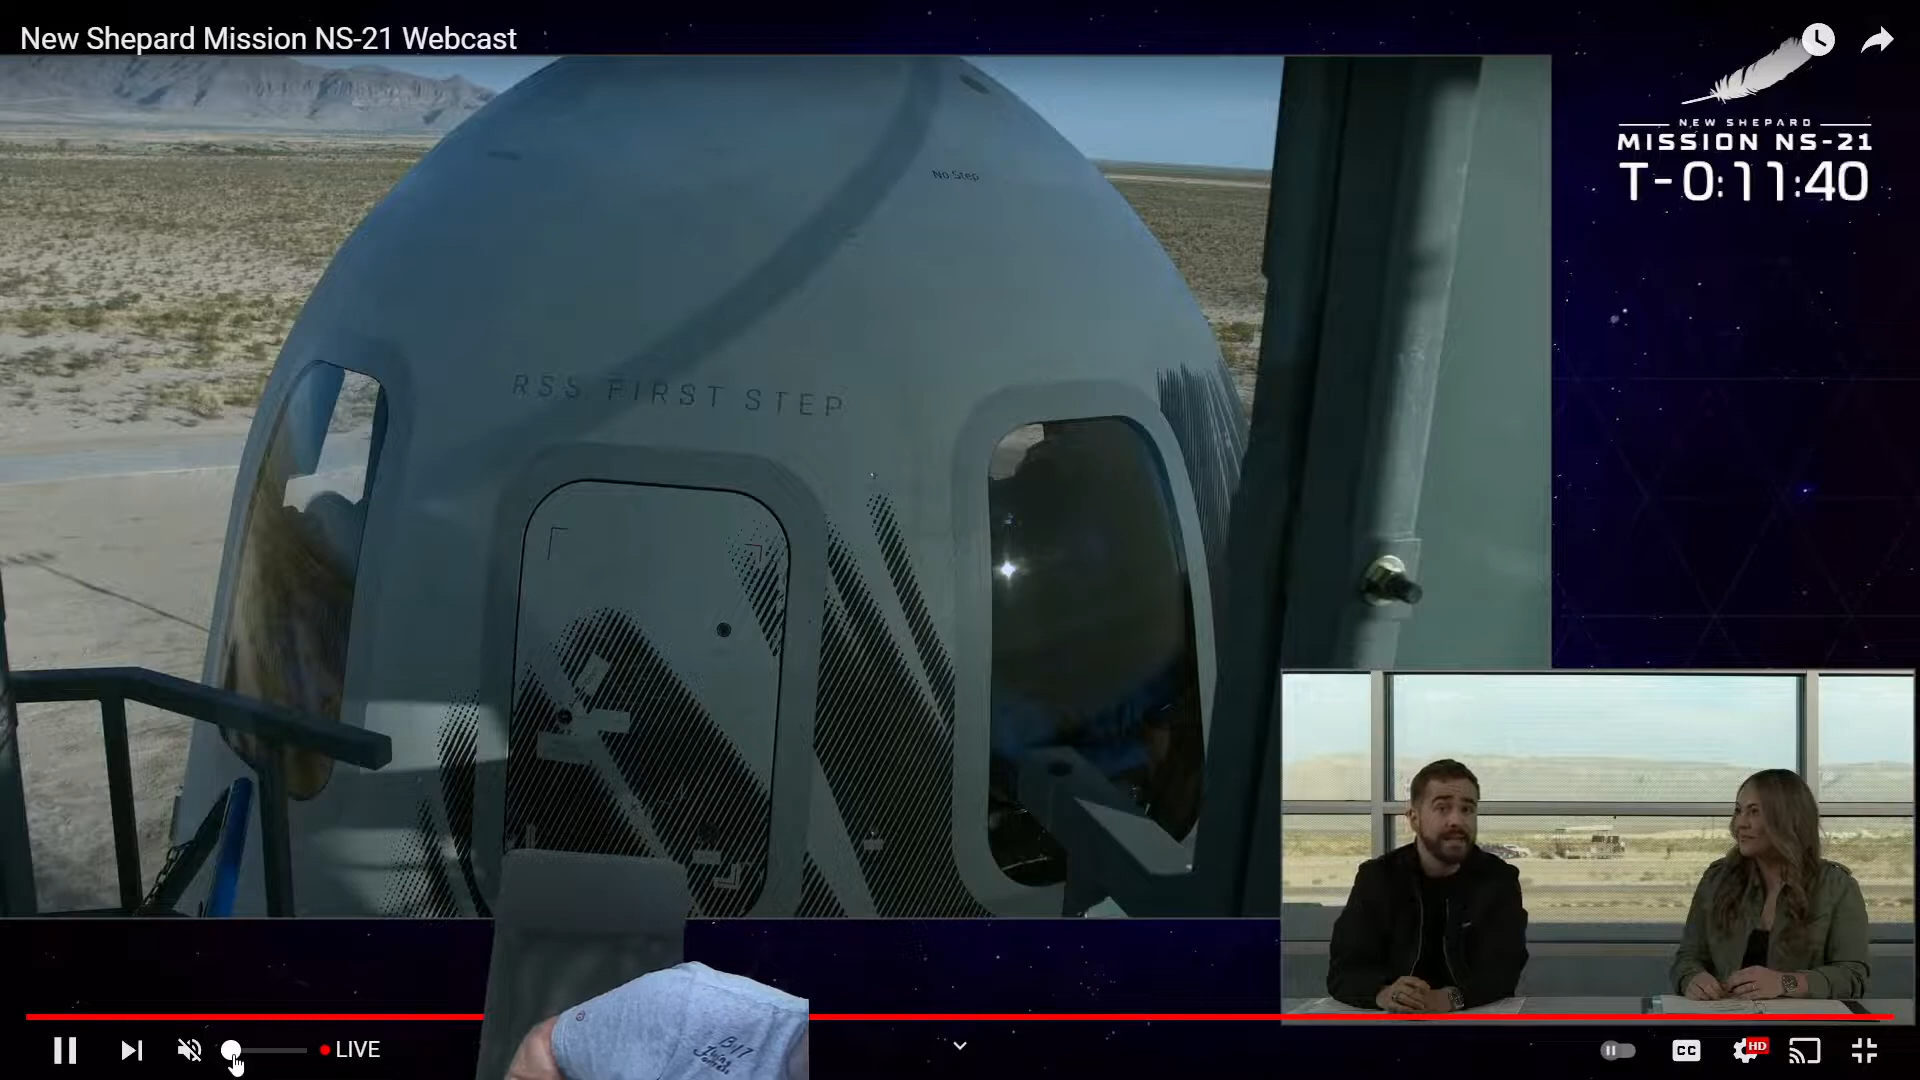 New Shepard Mission NS-21 Webcast
NEW SHEPARD
MISSION NS-21
T-0:11:40
No Step
RSS FIRST STEP
B-17
LIVE
CC
HD